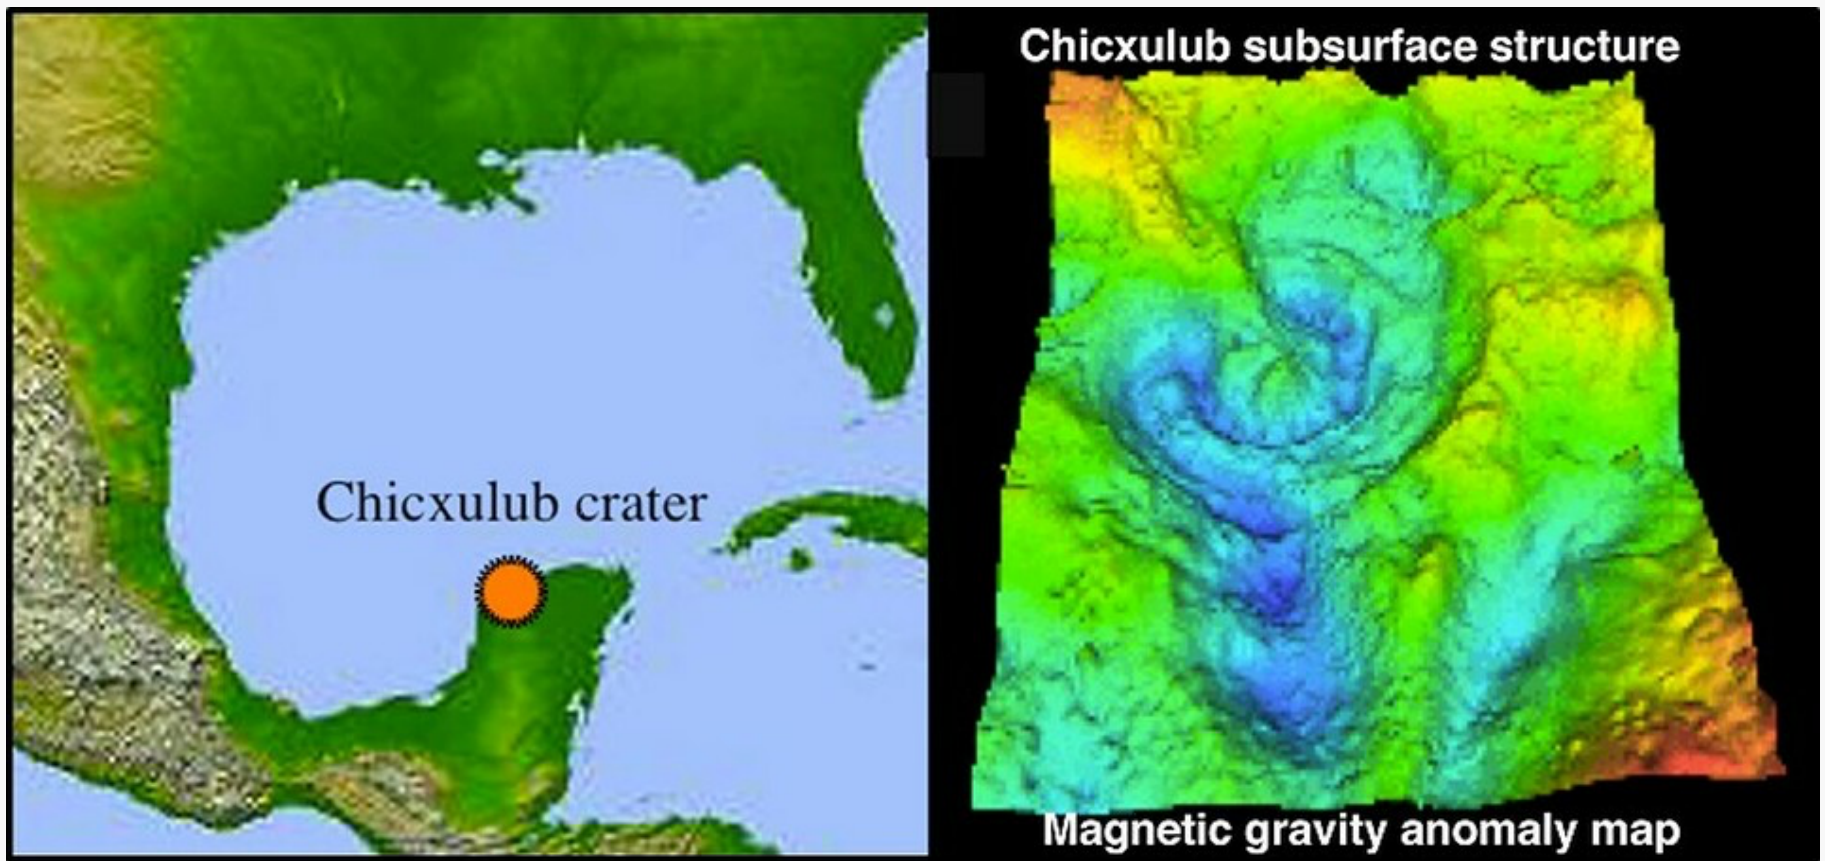 Chicxulub crater
Chicxulub subsurface structure
Magnetic gravity anomaly map